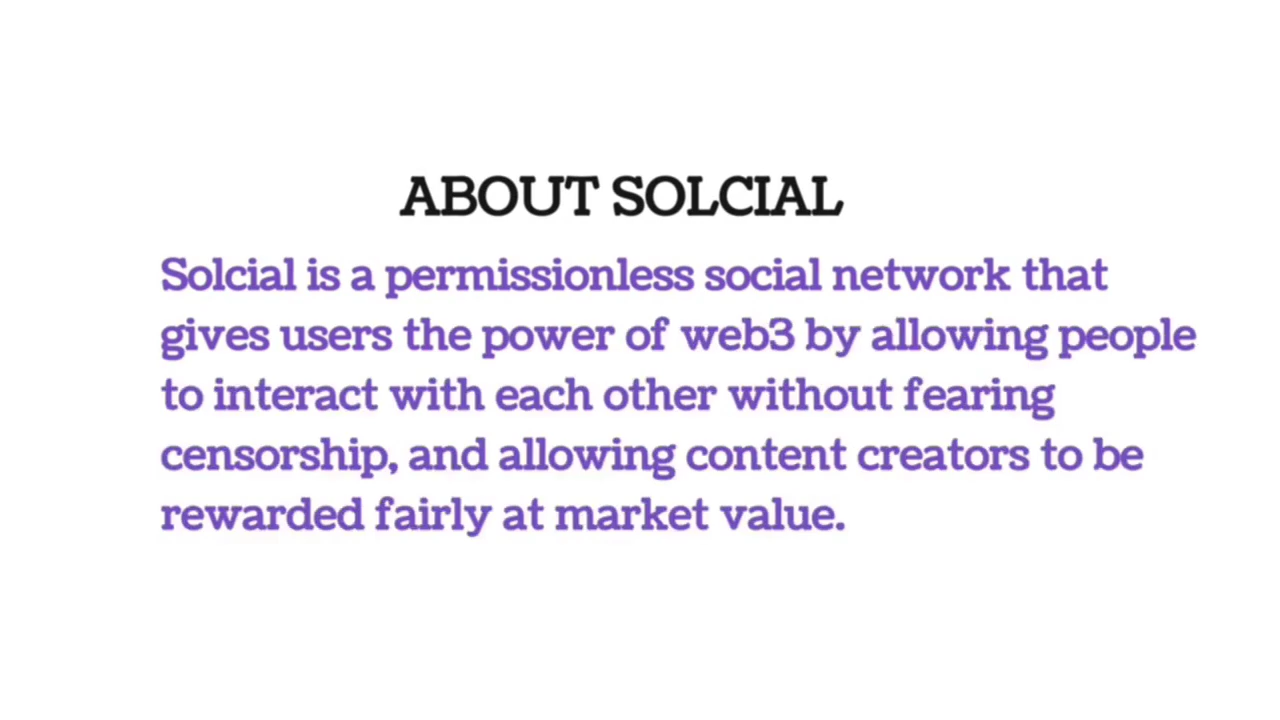 ABOUT SOLCIAL
Solcial is a permissionless social network that
gives users the power of web3 by allowing people
to interact with each other without fearing
censorship, and allowing content creators to be
rewarded fairly at market value.